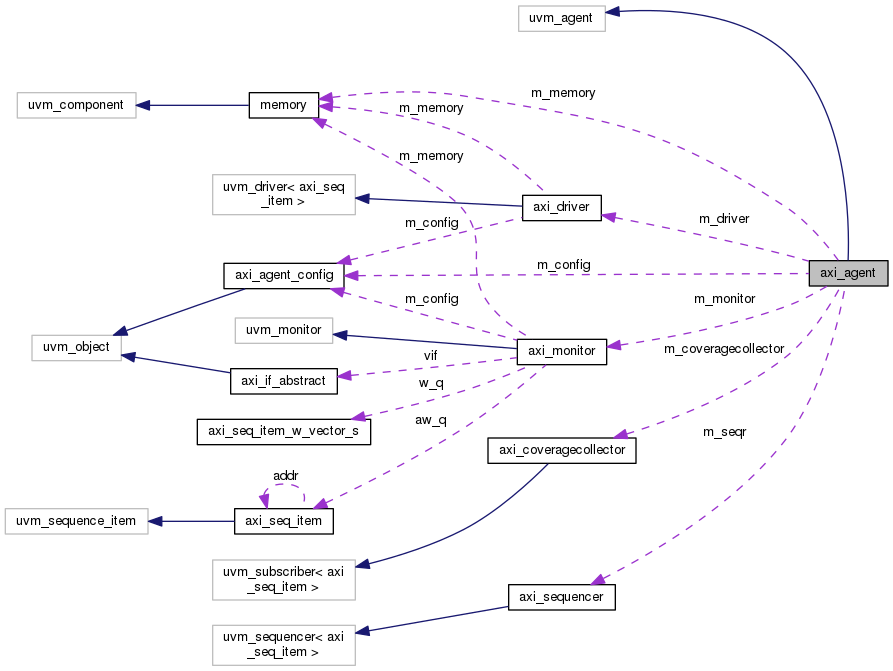 uvm_agent
uvm_component
memory
m_memory
m_memory
m_memory
uvm_driver< axi_seq
_item >
axi_driver
m_driver
m_config
axi_agent_config
m_config
axi_agent
m_config
m_monitor
uvm_object
uvm_monitor
axi_monitor
m_coveragecollector
vif
axi_if_abstract
w_q
aw_q
axi_seq_item_w_vector_s
m_seqr
axi_coveragecollector
addr
uvm_sequence_item
axi_seq_item
uvm_subscriber< axi
_seq_item >
axi_sequencer
uvm_sequencer< axi
_seq_item >